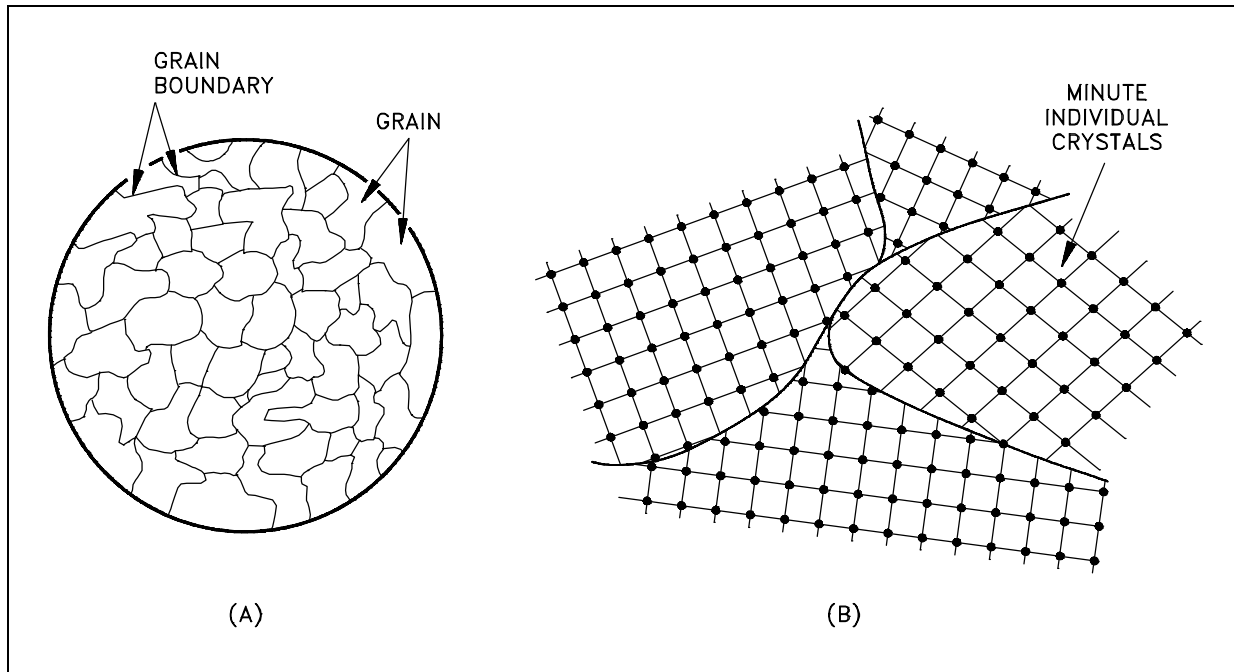 GRAIN
BOUNDARY
GRAIN
MINUTE
INDIVIDUAL
CRYSTALS
(A)
(B)